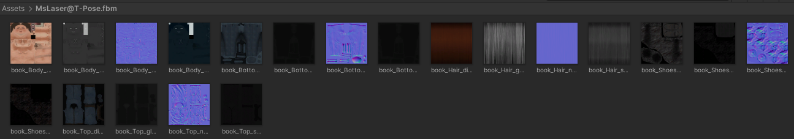 Assets > MsLaser@T-Pose.fbm
book_Body_... book_Body_... book_Body_... book_Body_... book_Botto... book_Botto... book_Botto... book_Botto... book_Hair_di... book_Hair_g... book_Hair_n... book_Hair_s... book_Shoes... book_Shoes... book_Shoes...
book_Shoes... book_Top_di... book_Top_gl... book_Top_n... book_Top_s...